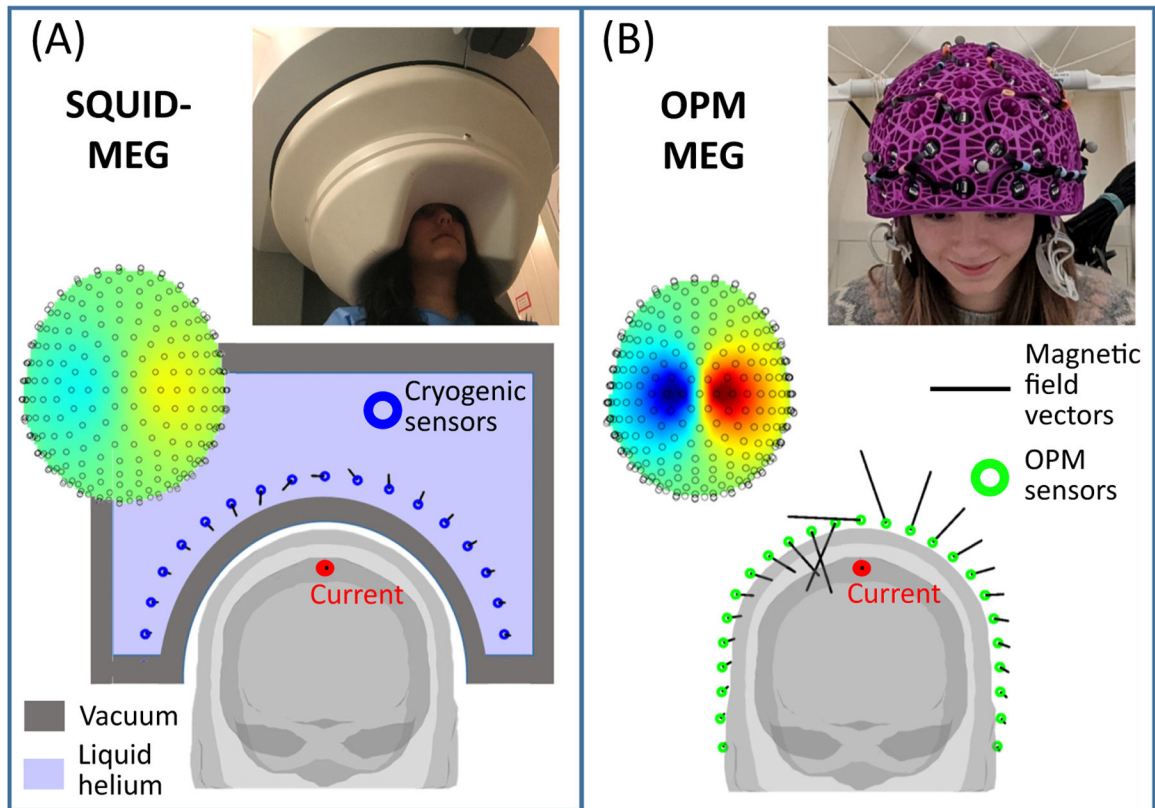 (A)
SQUID-
MEG
Cryogenic
sensors
Current
Vacuum
Liquid
helium
(B)
OPM
MEG
Magnetic
field
vectors
OPM
sensors
Current